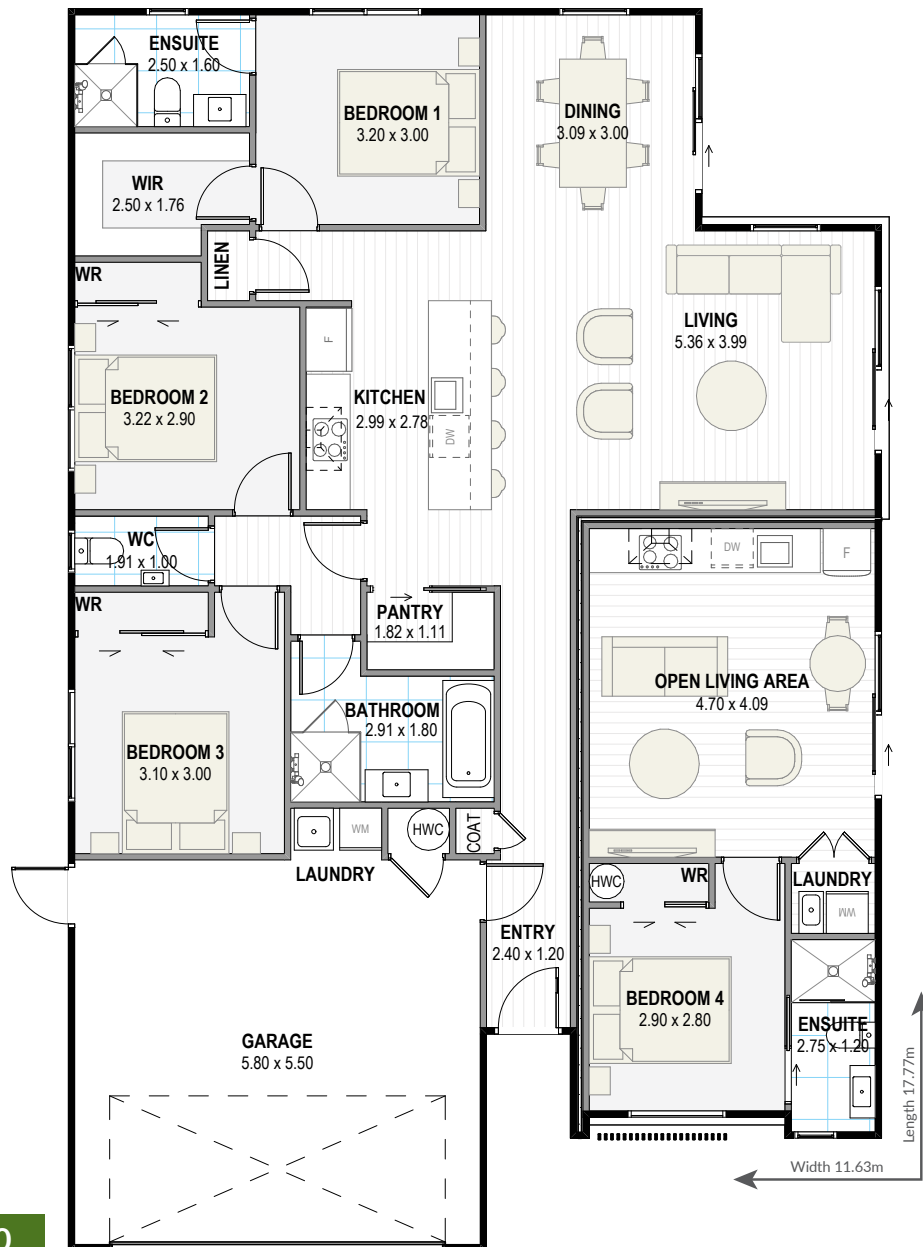 ENSUITE
2.50 x 1.60
BEDROOM 1
3.20 x 3.00
DINING
3.09 x 3.00
WIR
2.50 x 1.76
LINEN
WR
LIVING
5.36 x 3.99
F
BEDROOM 2
3.22 x 2.90
KITCHEN
2.99 x 2.78
DW
WC
1.91 x 1.00
DW
F
WR
PANTRY
1.82 x 1.11
OPEN LIVING AREA
4.70 x 4.09
BATHROOM
2.91 x 1.80
BEDROOM 3
3.10 x 3.00
WM
HWC
COAT
LAUNDRY
HWC
WR
LAUNDRY
WM
ENTRY
2.40 x 1.20
BEDROOM 4
2.90 x 2.80
ENSUITE
2.75 x 1.20
GARAGE
5.80 x 5.50
Length 17.77m
Width 11.63m